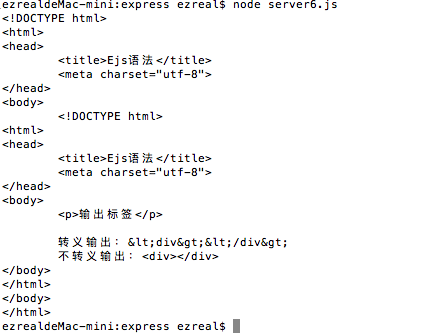 ezrealdeMac-mini:express ezreal$ node server6.js
<!DOCTYPE html>
<html>
<head>
<title>Ejs语法</title>
<meta charset="utf-8">
</head>
<body>
<!DOCTYPE html>
<html>
<head>
<title>Ejs语法</title>
<meta charset="utf-8">
</head>
<body>
<p>输出标签</p>
转义输出: &lt;div&gt;&lt;/div&gt;
不转义输出: <div></div>
</body>
</html>
</body>
</html>
ezrealdeMac-mini:express ezreal$